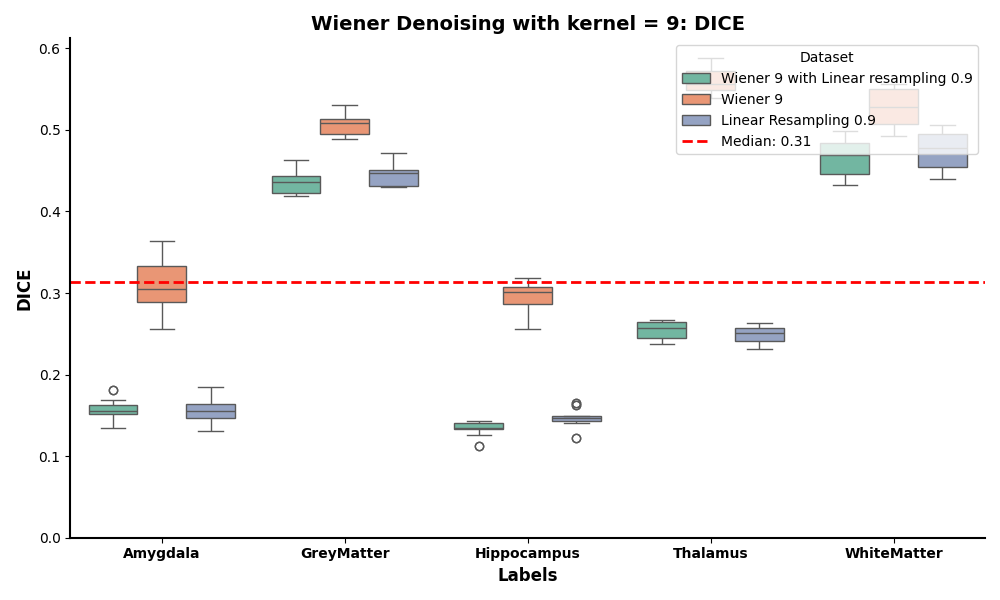 Wiener Denoising with kernel = 9: DICE
Dataset
Wiener 9 with Linear resampling 0.9
Wiener 9
Linear Resampling 0.9
Median: 0.31
DICE
0.6
0.5
0.4
0.3
0.2
0.1
0.0
Amygdala GreyMatter Hippocampus Thalamus WhiteMatter
Labels